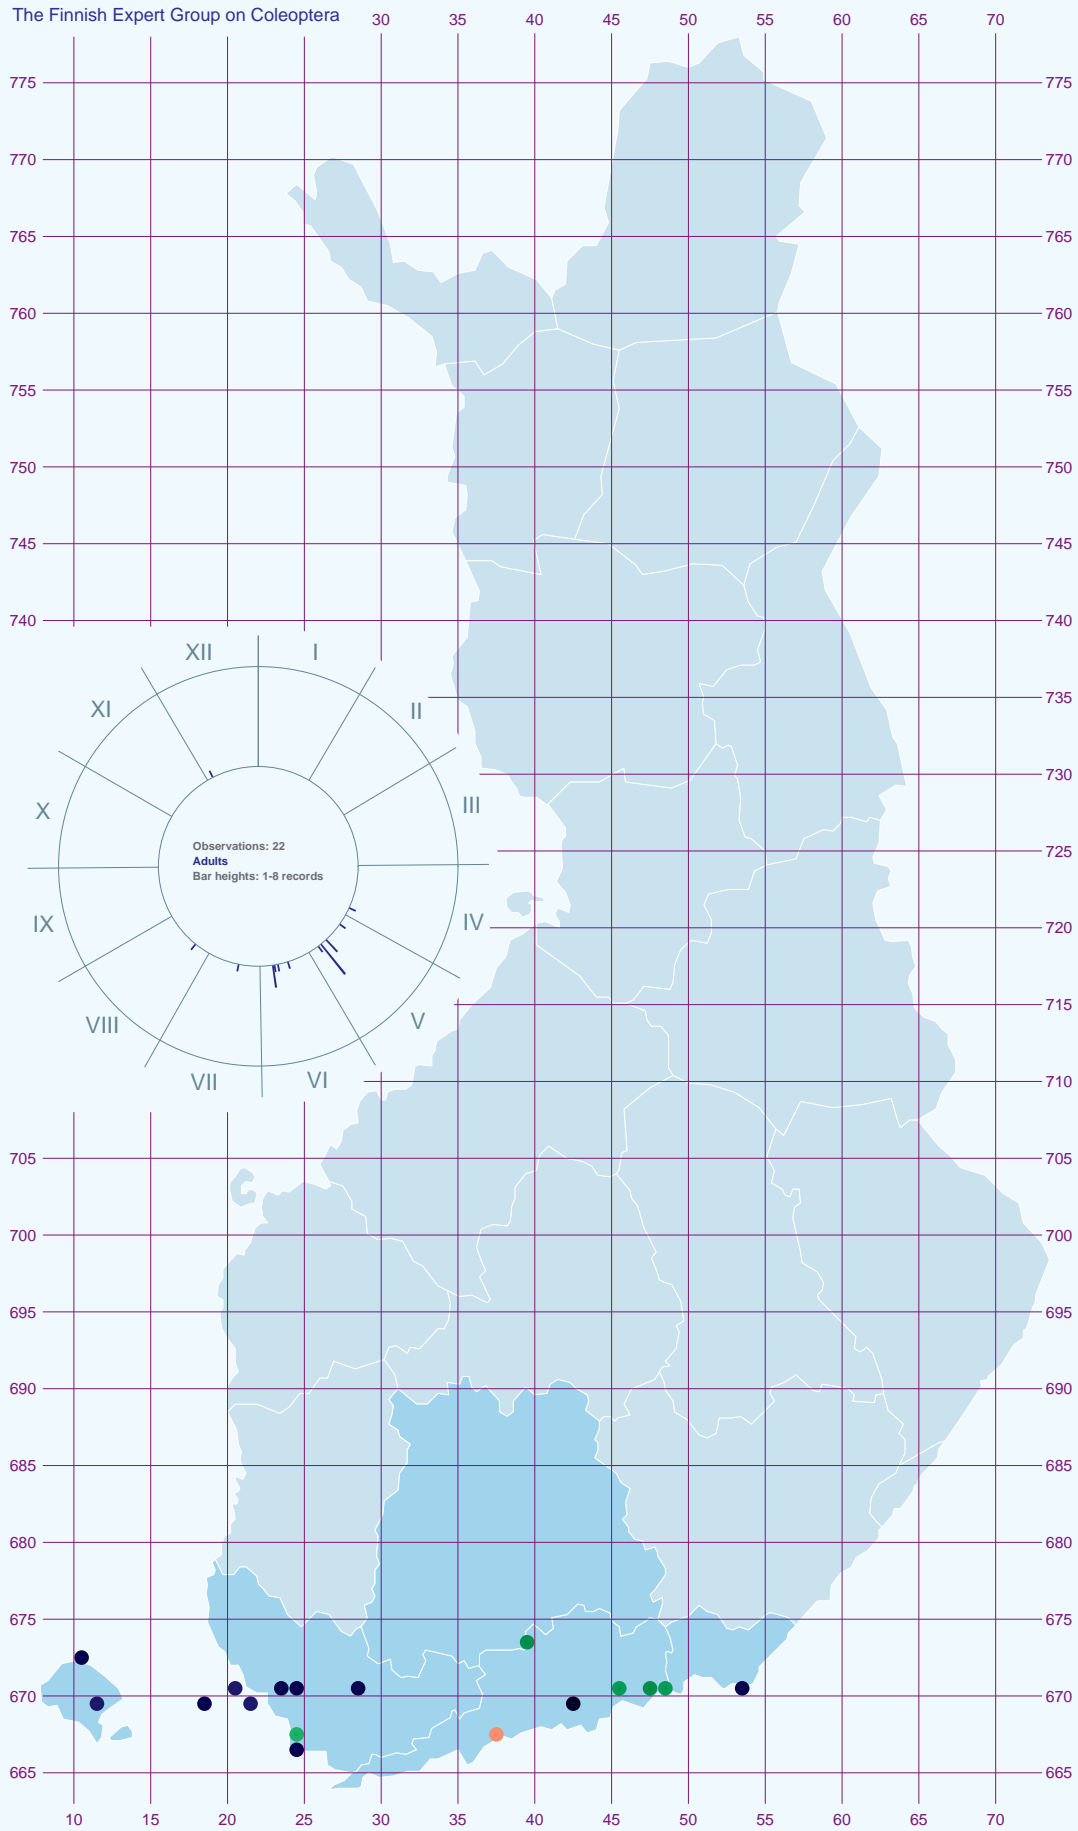 The Finnish Expert Group on Coleoptera 30 35 40 45 50 55 60 65 70
775 775
770 770
765 765
760 760
755 755
750 750
745 745
740 740
XII I
XI II
735
730
X III
725
Observations: 22
Adults
Bar heights: 1-8 records
IX IV
720
715
VIII V
VII VI
710
705 705
700 700
695 695
690 690
685 685
680 680
675 675
670 670
665 665
10 15 20 25 30 35 40 45 50 55 60 65 70